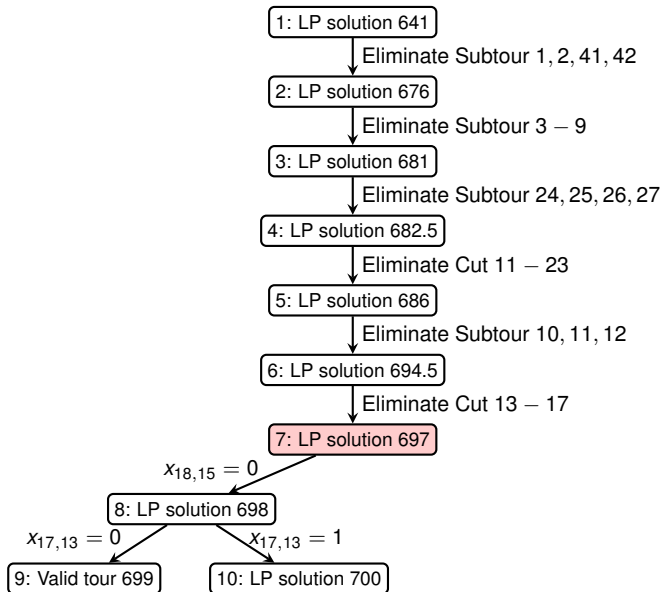 1: LP solution 641
Eliminate Subtour 1, 2, 41, 42
2: LP solution 676
Eliminate Subtour 3 − 9
3: LP solution 681
Eliminate Subtour 24, 25, 26, 27
4: LP solution 682.5
Eliminate Cut 11 − 23
5: LP solution 686
Eliminate Subtour 10, 11, 12
6: LP solution 694.5
Eliminate Cut 13 − 17
7: LP solution 697
x18,15 = 0
8: LP solution 698
x17,13 = 0
x17,13 = 1
9: Valid tour 699
10: LP solution 700